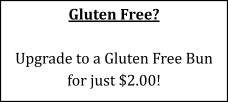 Gluten Free?
Upgrade to a Gluten Free Bun
for just $2.00!